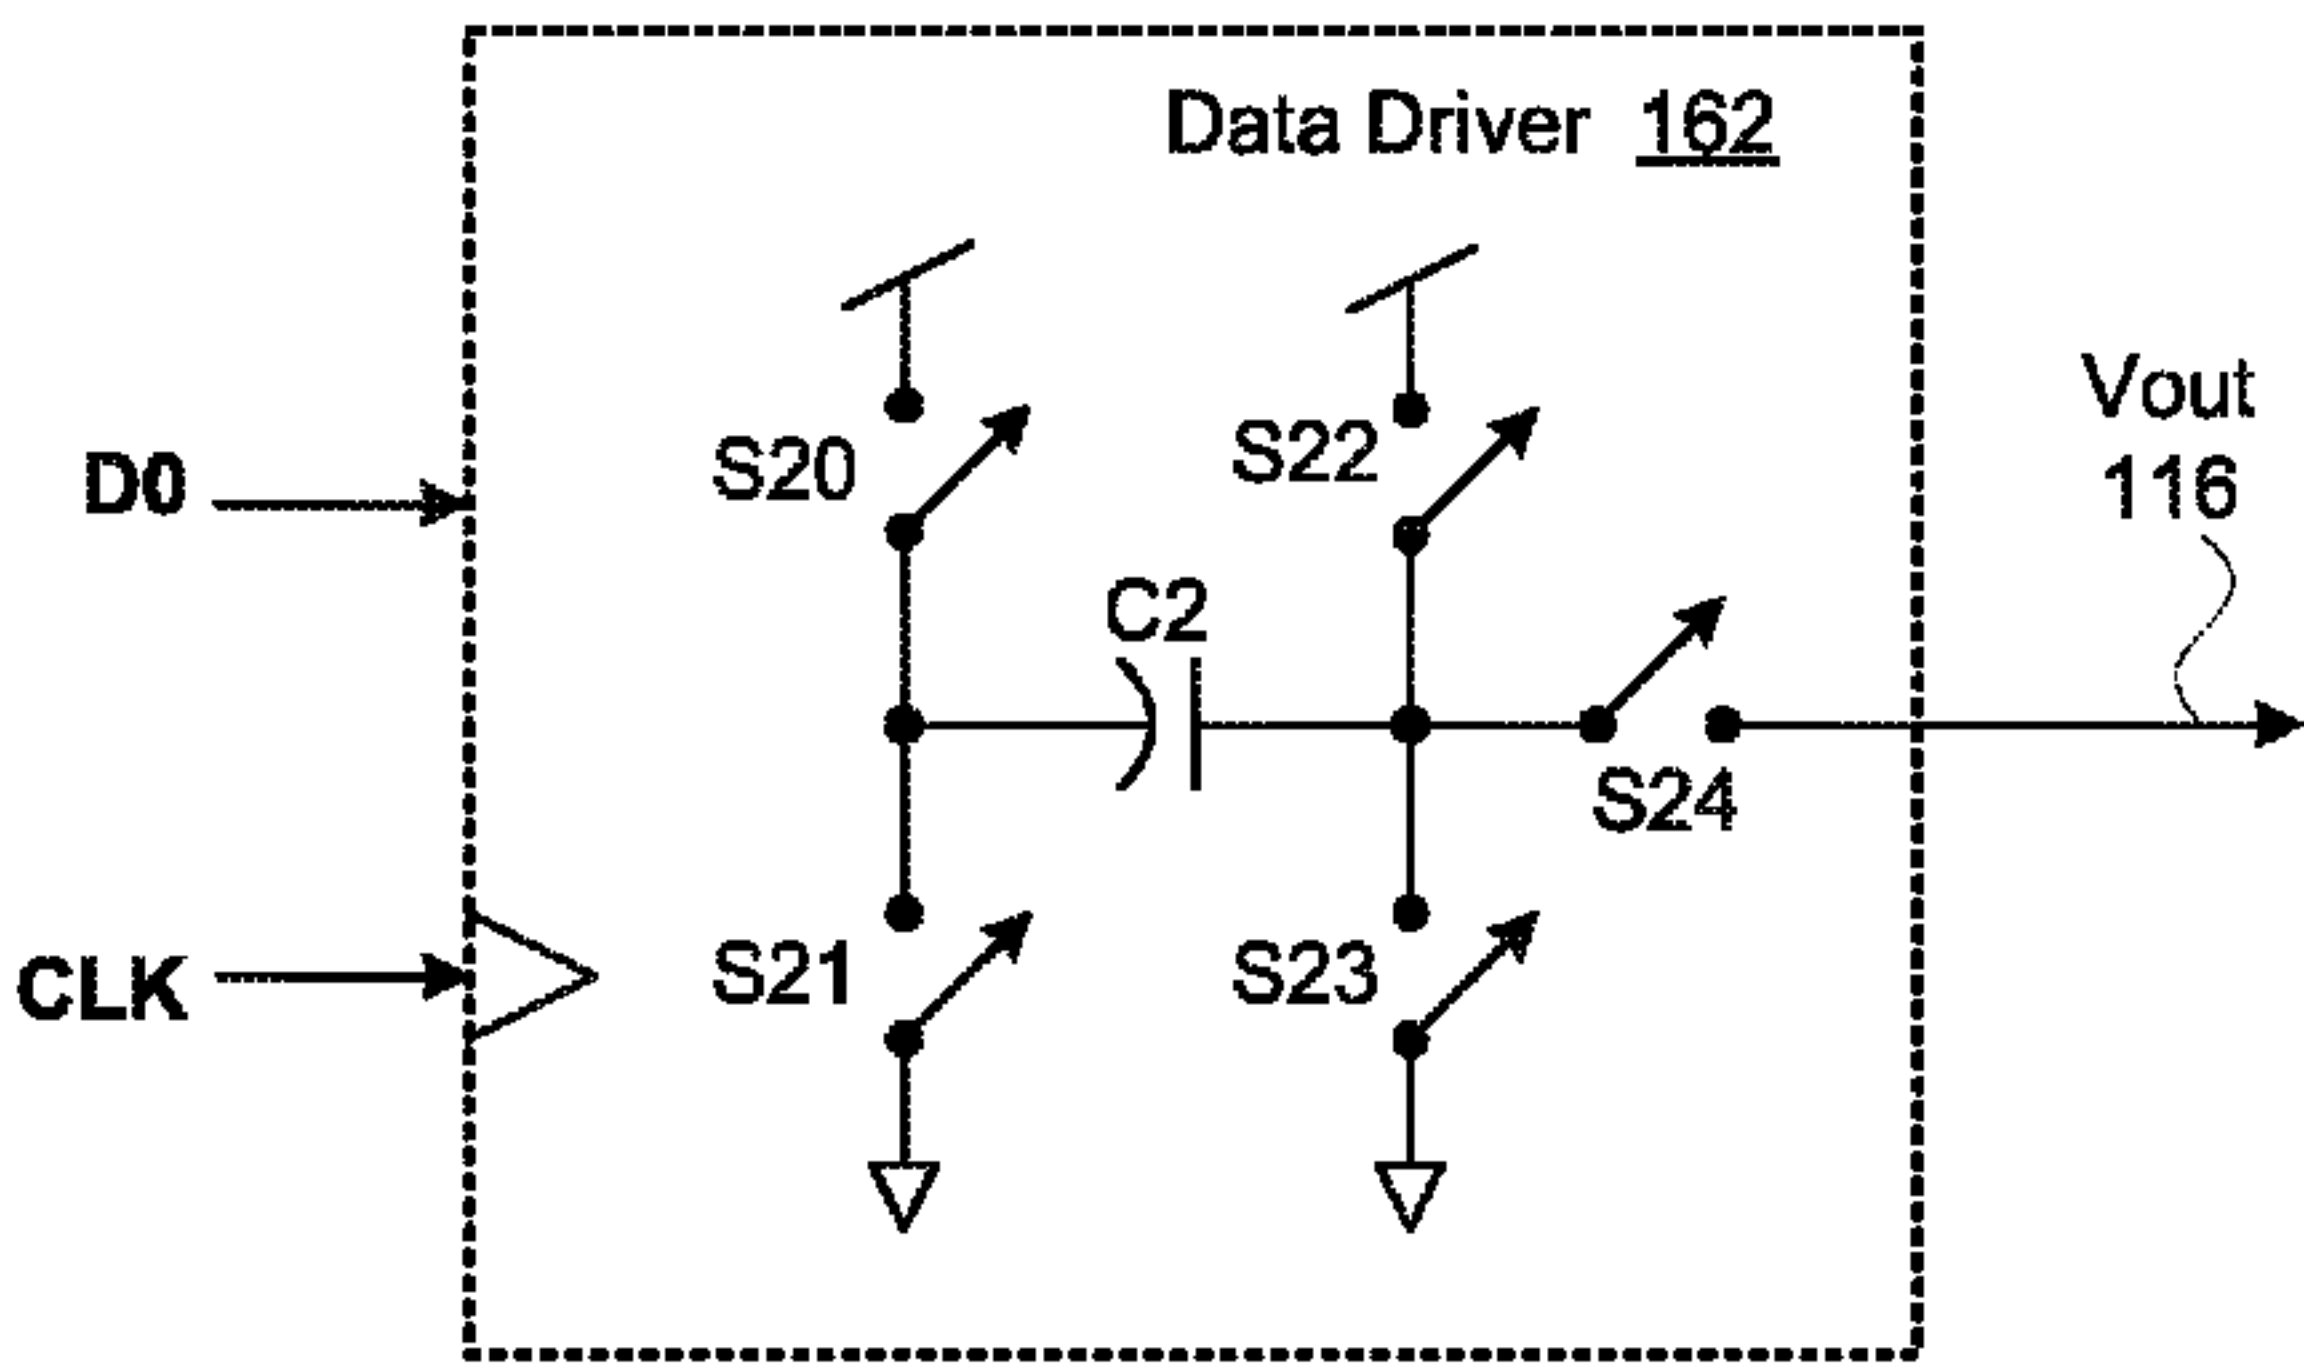 Data Driver 162
Vout
116
D0
S20
S22
C2
S24
CLK
S21
S23